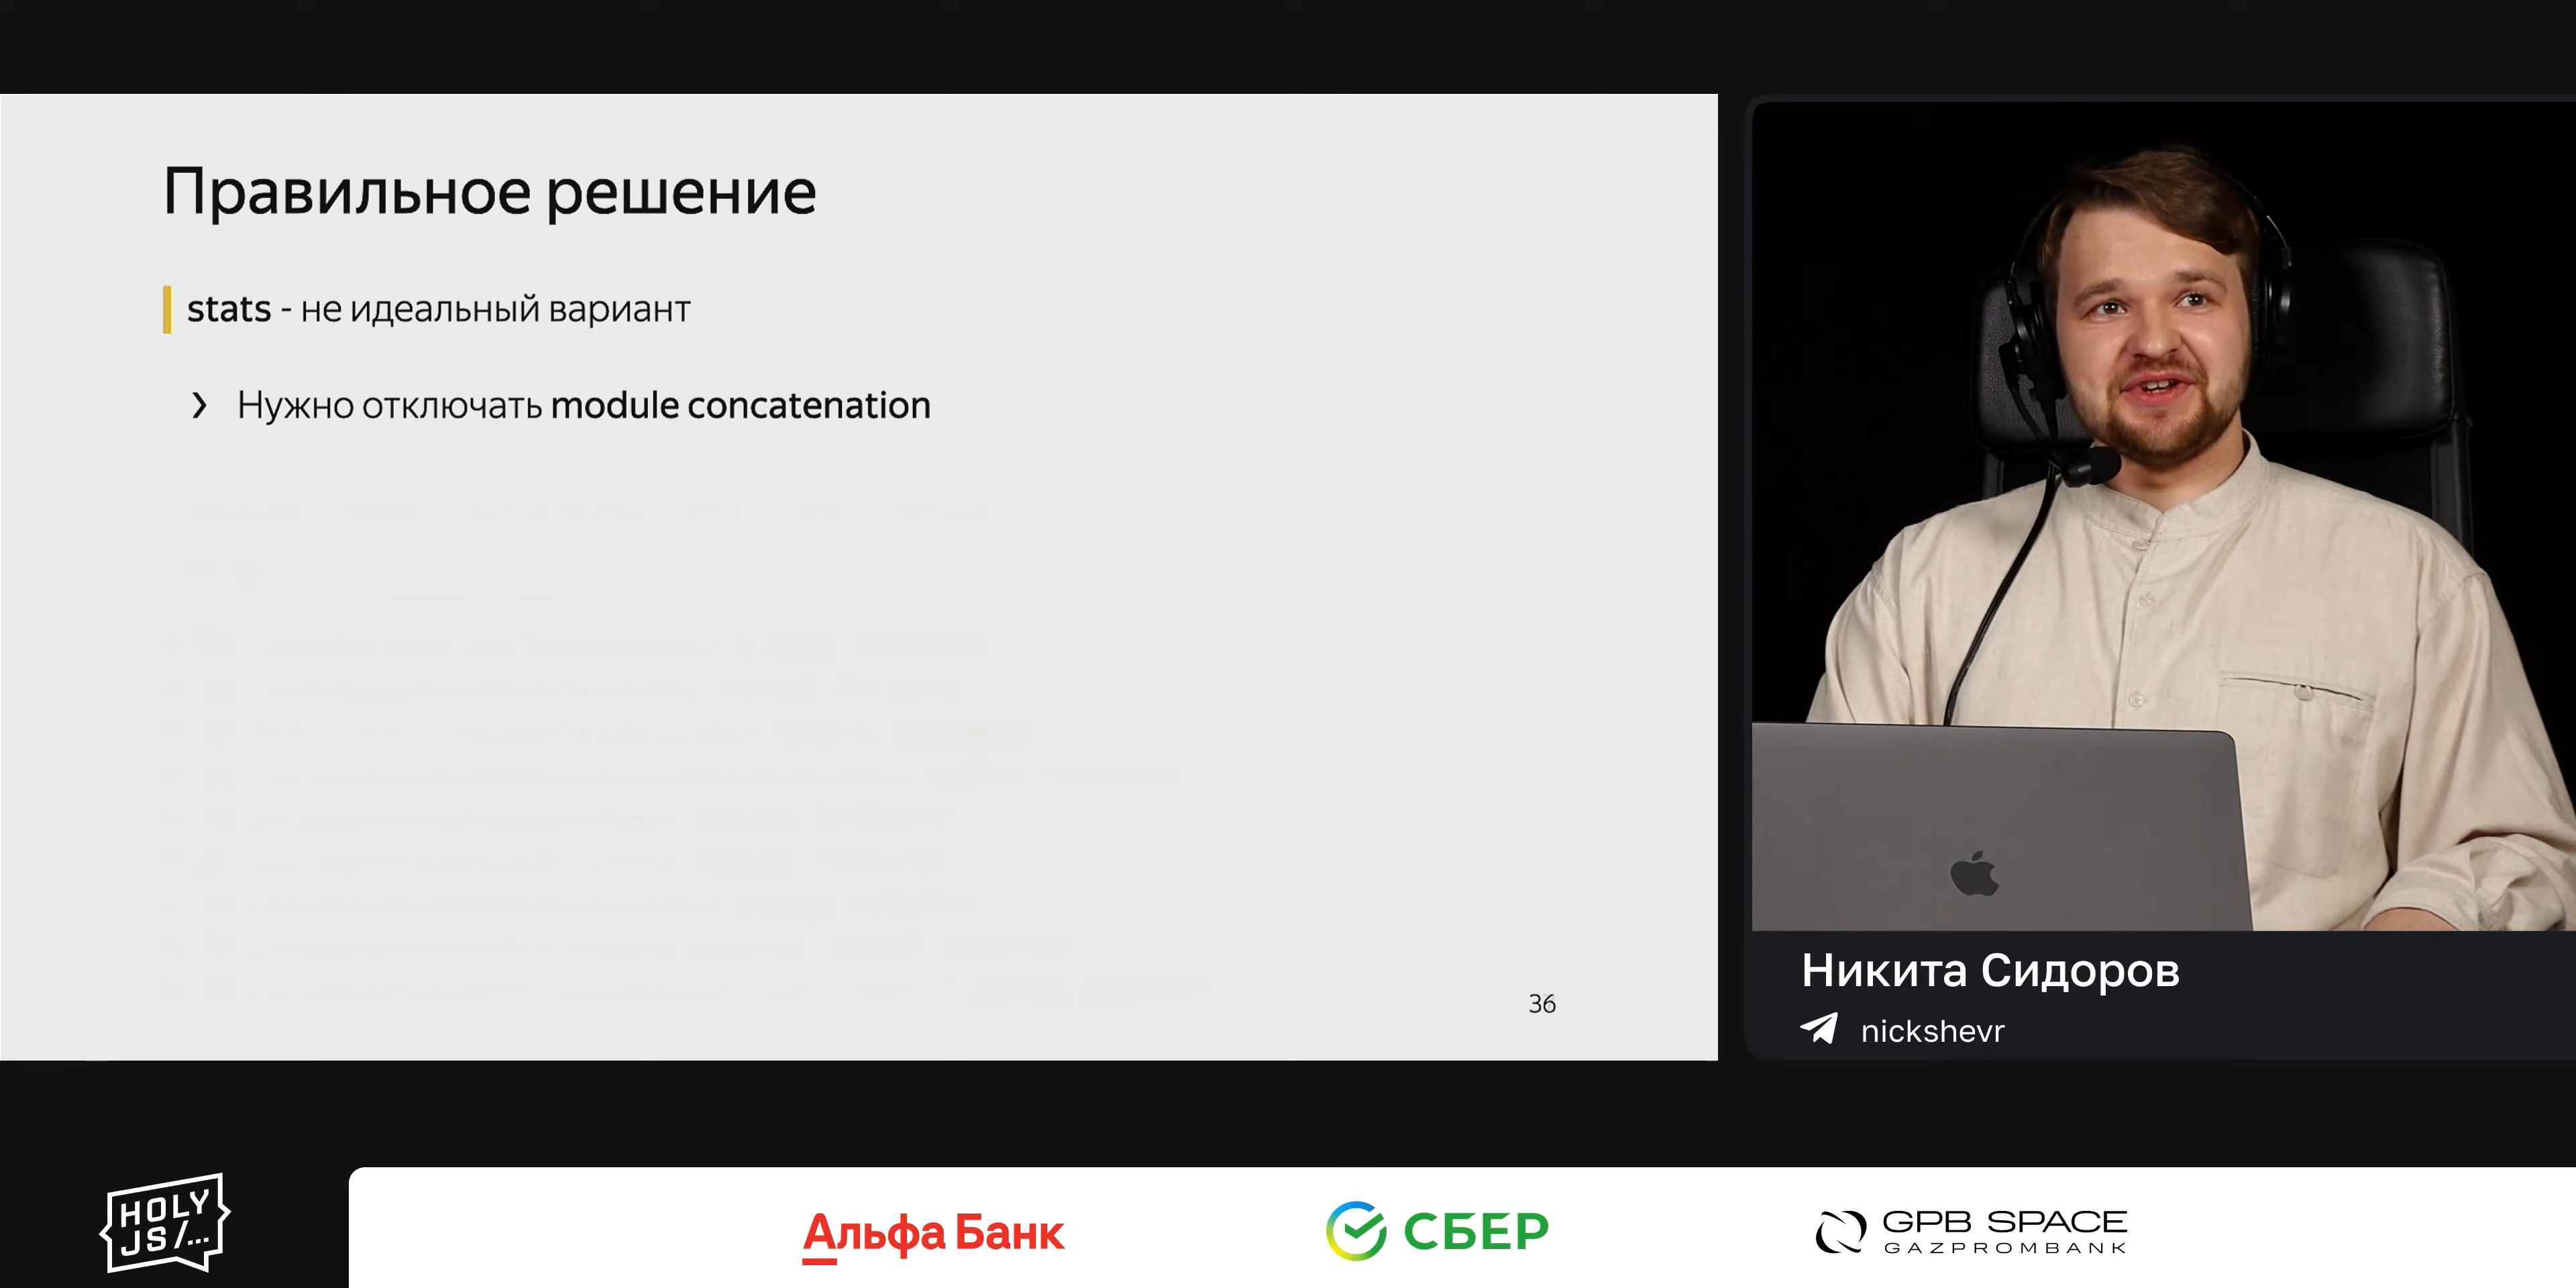 Правильное решение
stats - не идеальный вариант
› Нужно отключать module concatenation
36
Никита Сидоров
nickshevr
HOLY
JS/...
Альфа Банк
СБЕР
GPB SPACE
GAZPROMBANK